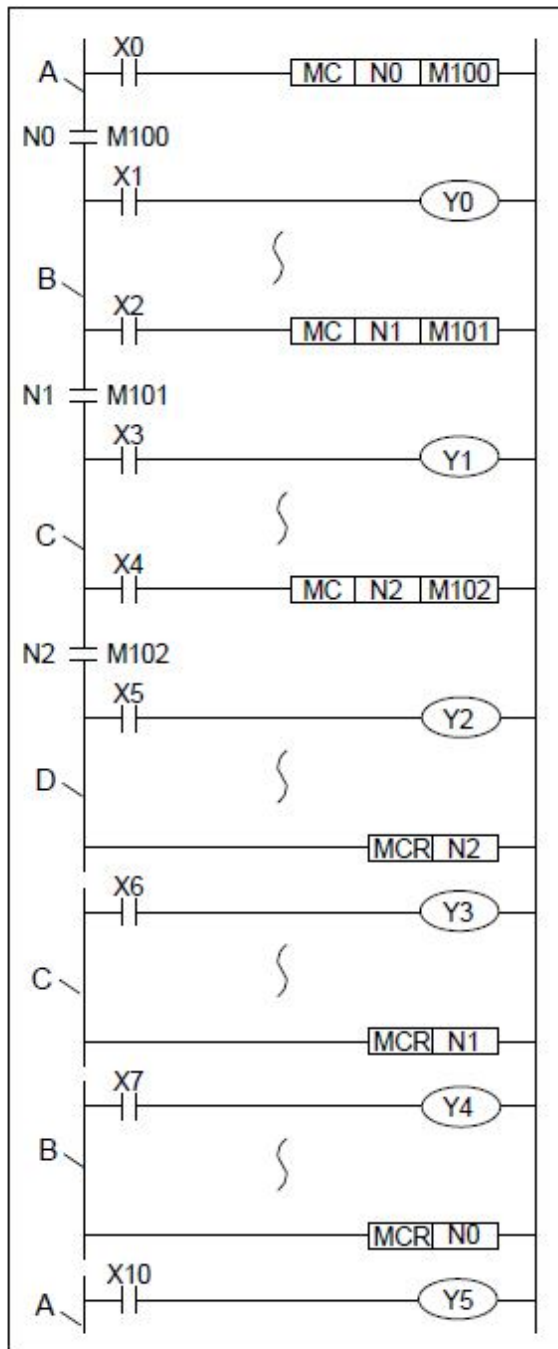 X0
A MC N0 M100
N0 M100
X1
Y0
B
X2
MC N1 M101
N1 M101
X3
Y1
C
X4
MC N2 M102
N2 M102
X5
Y2
D
MCR N2
X6
Y3
C
MCR N1
X7
Y4
B
MCR N0
X10
A Y5